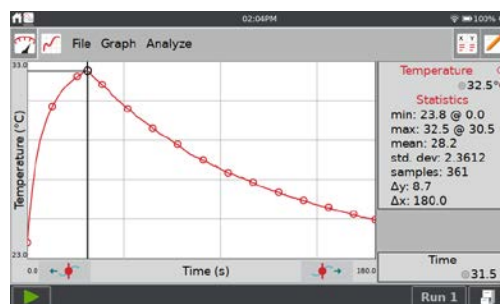 02:04PM
100%
File Graph Analyze
X Y
33.0
Temperature (°C)
23.0
0.0
Time (s)
180.0
Temperature
32.5°
Statistics
min: 23.8 @ 0.0
max: 32.5 @ 30.5
mean: 28.2
std. dev: 2.3612
samples: 361
Δy: 8.7
Δx: 180.0
Time
31.5
Run 1